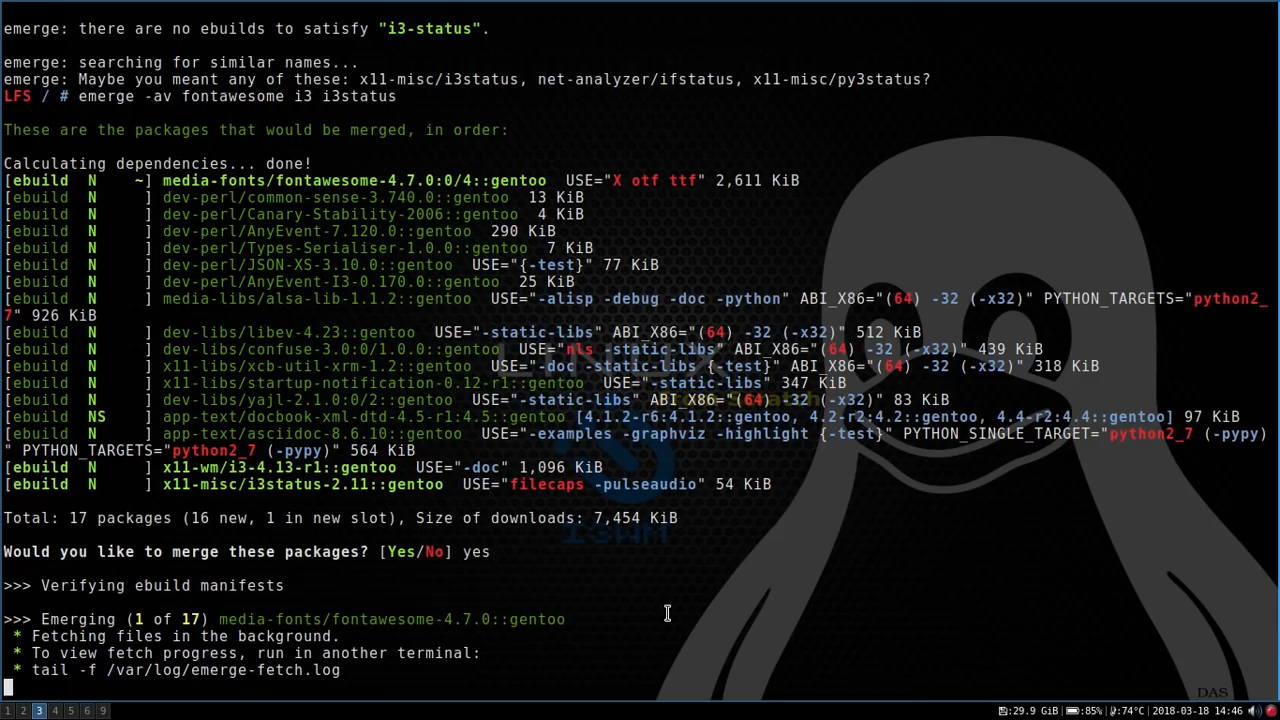 emerge: there are no ebuilds to satisfy "i3-status".
emerge: searching for similar names...
emerge: Maybe you meant any of these: x11-misc/i3status, net-analyzer/ifstatus, x11-misc/py3status?
LFS / # emerge -av fontawesome i3 i3status
These are the packages that would be merged, in order:
Calculating dependencies... done!
[ebuild  N    ~] media-fonts/fontawesome-4.7.0:0/4::gentoo  USE="X otf ttf" 2,611 KiB
[ebuild  N     ] dev-perl/common-sense-3.740.0::gentoo  13 KiB
[ebuild  N     ] dev-perl/Canary-Stability-2006::gentoo  4 KiB
[ebuild  N     ] dev-perl/AnyEvent-7.120.0::gentoo  290 KiB
[ebuild  N     ] dev-perl/Types-Serialiser-1.0.0::gentoo  7 KiB
[ebuild  N     ] dev-perl/JSON-XS-3.10.0::gentoo  USE="{-test}" 77 KiB
[ebuild  N     ] dev-perl/AnyEvent-I3-0.170.0::gentoo  25 KiB
[ebuild  N     ] media-libs/alsa-lib-1.1.2::gentoo  USE="-alisp -debug -doc -python" ABI_X86="(64) -32 (-x32)" PYTHON_TARGETS="python2_
7" 926 KiB
[ebuild  N     ] dev-libs/libev-4.23::gentoo  USE="-static-libs" ABI_X86="(64) -32 (-x32)" 512 KiB
[ebuild  N     ] dev-libs/confuse-3.0:0/1.0.0::gentoo  USE="nls -static-libs" ABI_X86="(64) -32 (-x32)" 439 KiB
[ebuild  N     ] x11-libs/xcb-util-xrm-1.2::gentoo  USE="-doc -static-libs {-test}" ABI_X86="(64) -32 (-x32)" 318 KiB
[ebuild  N     ] x11-libs/startup-notification-0.12-r1::gentoo  USE="-static-libs" 347 KiB
[ebuild  N     ] dev-libs/yajl-2.1.0:0/2::gentoo  USE="-static-libs" ABI_X86="(64) -32 (-x32)" 83 KiB
[ebuild  NS    ] app-text/docbook-xml-dtd-4.5-r1:4.5::gentoo [4.1.2-r6:4.1.2::gentoo, 4.2-r2:4.2::gentoo, 4.4-r2:4.4::gentoo] 97 KiB
[ebuild  N     ] app-text/asciidoc-8.6.10::gentoo  USE="-examples -graphviz -highlight {-test}" PYTHON_SINGLE_TARGET="python2_7 (-pypy)
" PYTHON_TARGETS="python2_7 (-pypy)" 564 KiB
[ebuild  N     ] x11-wm/i3-4.13-r1::gentoo  USE="-doc" 1,096 KiB
[ebuild  N     ] x11-misc/i3status-2.11::gentoo  USE="filecaps -pulseaudio" 54 KiB
Total: 17 packages (16 new, 1 in new slot), Size of downloads: 7,454 KiB
I3WM
Would you like to merge these packages? [Yes/No] yes
>>> Verifying ebuild manifests
>>> Emerging (1 of 17) media-fonts/fontawesome-4.7.0::gentoo
 * Fetching files in the background.
 * To view fetch progress, run in another terminal:
 * tail -f /var/log/emerge-fetch.log
DAS
1 2 3 4 5 6 9 :29.9 GiB| :85%| :74°C|2018-03-18 14:46